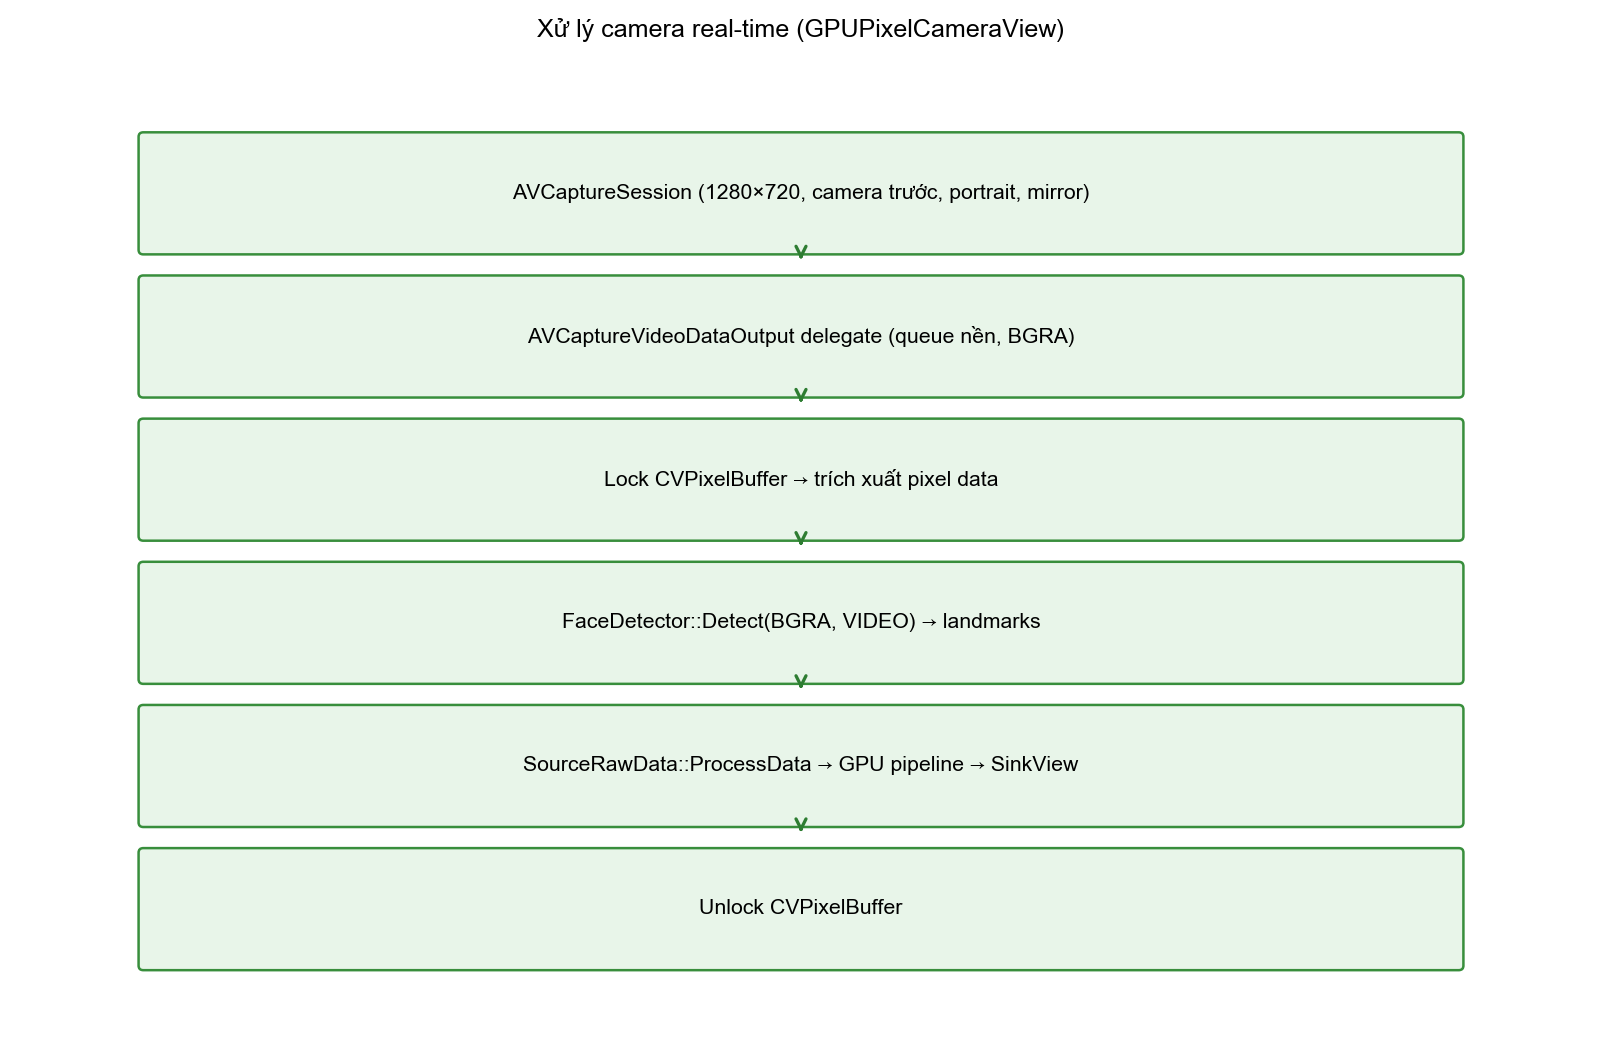 Xử lý camera real-time (GPUPixelCameraView)
AVCaptureSession (1280×720, camera trước, portrait, mirror)
AVCaptureVideoDataOutput delegate (queue nền, BGRA)
Lock CVPixelBuffer → trích xuất pixel data
FaceDetector::Detect(BGRA, VIDEO) → landmarks
SourceRawData::ProcessData → GPU pipeline → SinkView
Unlock CVPixelBuffer